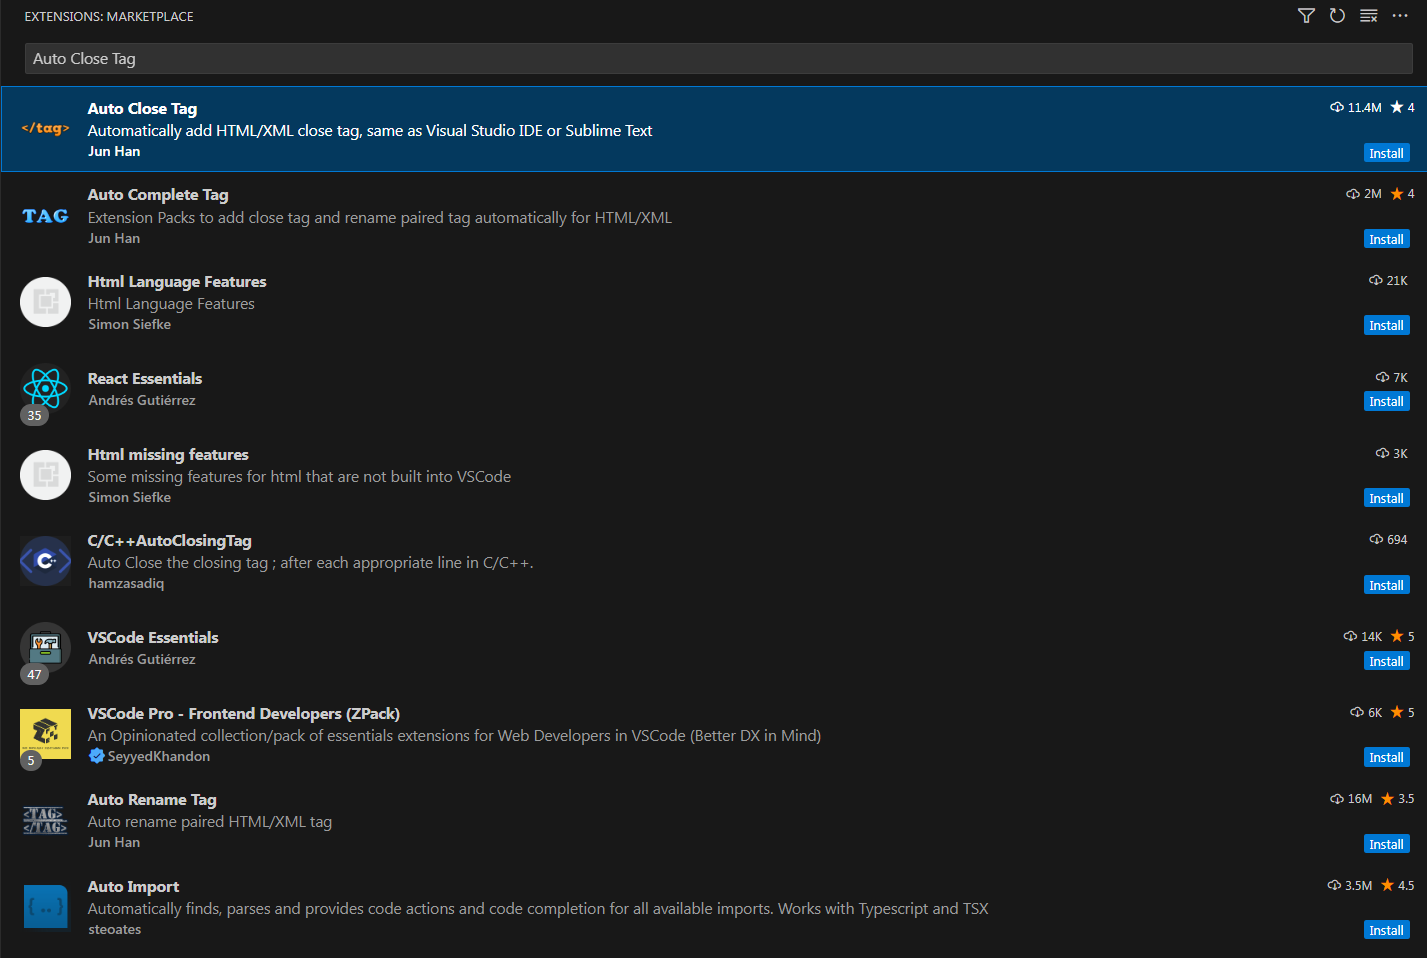 EXTENSIONS: MARKETPLACE
Auto Close Tag
</tag>
Auto Close Tag
11.4M 4
Automatically add HTML/XML close tag, same as Visual Studio IDE or Sublime Text
Jun Han
Install
TAG
Auto Complete Tag
2M 4
Extension Packs to add close tag and rename paired tag automatically for HTML/XML
Jun Han
Install
Html Language Features
21K
Html Language Features
Simon Siefke
Install
React Essentials
7K
Andrés Gutiérrez
Install
35
Html missing features
3K
Some missing features for html that are not built into VSCode
Simon Siefke
Install
C/C++AutoClosingTag
694
C++
Auto Close the closing tag ; after each appropriate line in C/C++.
hamzasadiq
Install
VSCode Essentials
14K 5
Andrés Gutiérrez
Install
47
VSCode Pro - Frontend Developers (ZPack)
6K 5
An Opinionated collection/pack of essentials extensions for Web Developers in VSCode (Better DX in Mind)
SeyyedKhandon
Install
5
Auto Rename Tag
16M 3.5
<TAG>
</TAG>
Auto rename paired HTML/XML tag
Jun Han
Install
Auto Import
3.5M 4.5
{..}
Automatically finds, parses and provides code actions and code completion for all available imports. Works with Typescript and TSX
steoates
Install